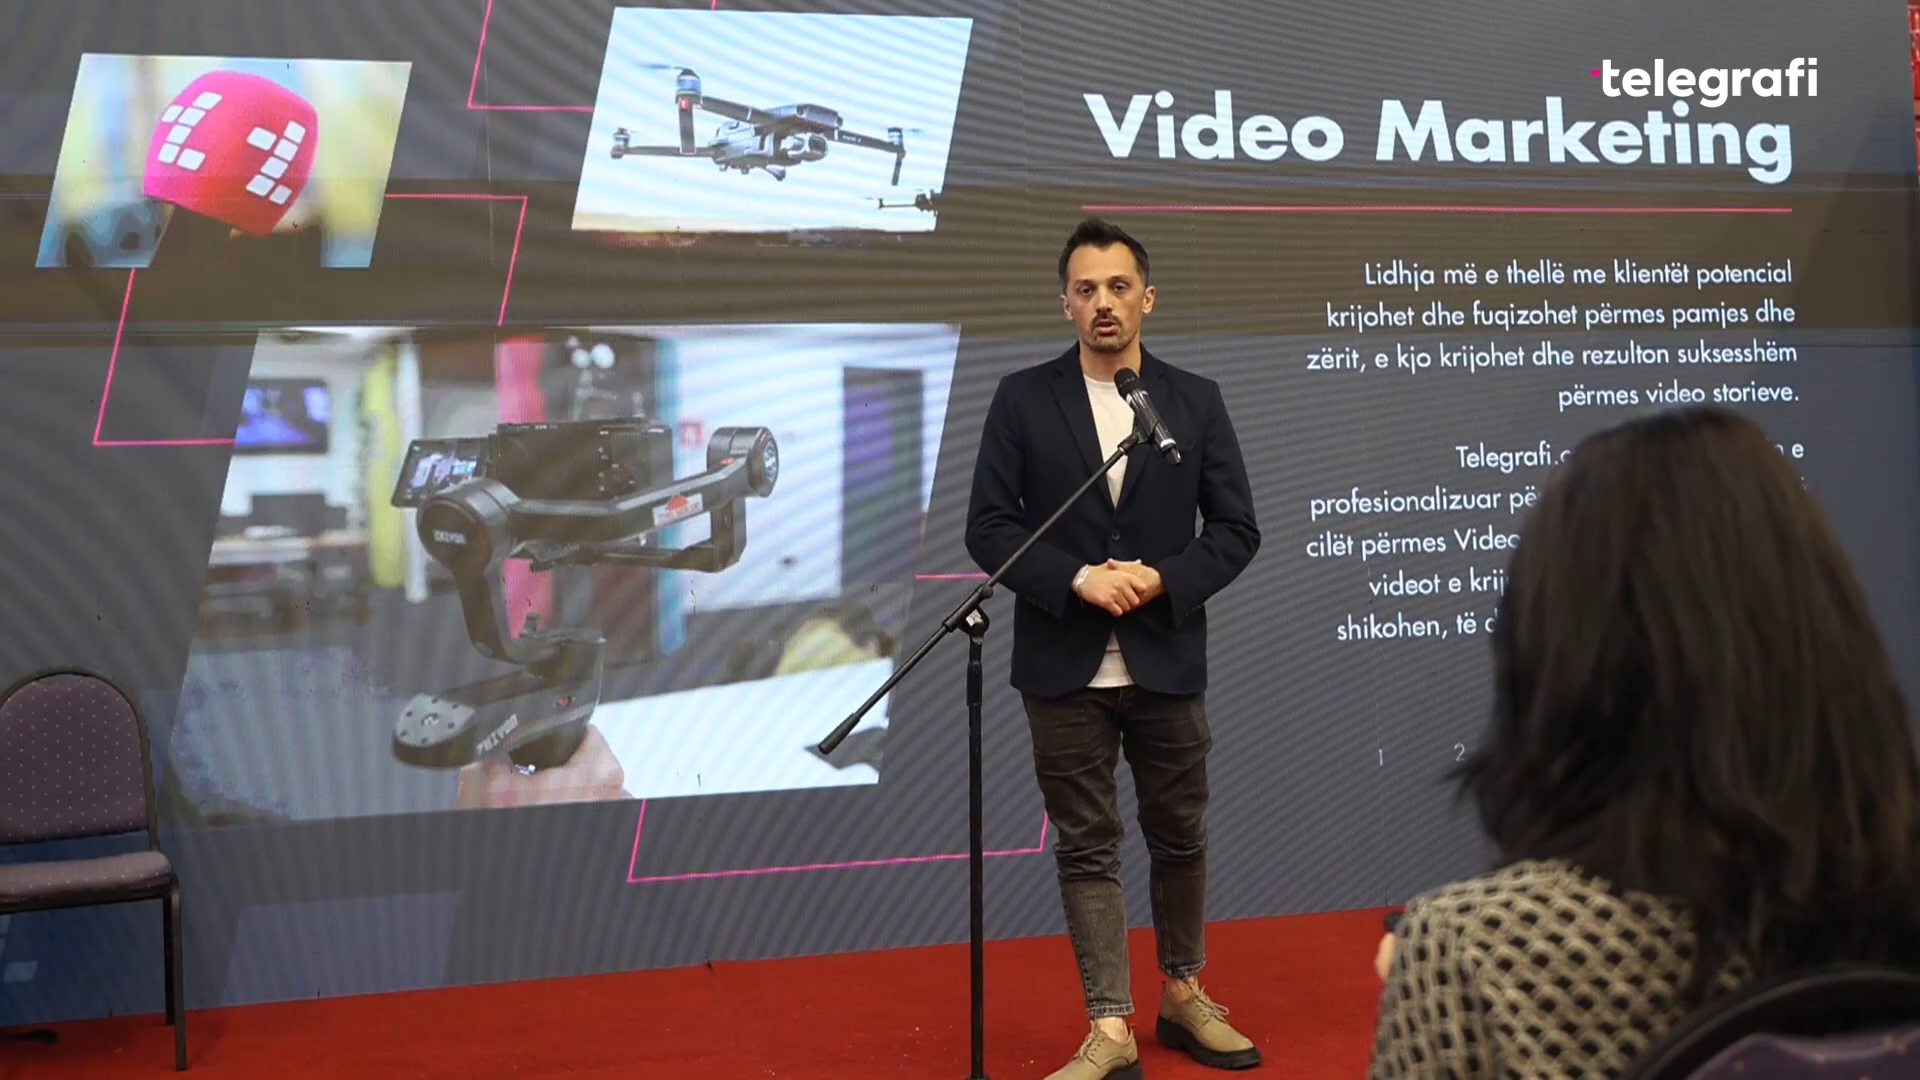 telegrafi
Video Marketing
Lidhja më e thellë me klientët potencial
krijohet dhe fuqizohet përmes pamjes dhe
zërit, e kjo krijohet dhe rezulton suksesshëm
përmes video storieve.
Telegrafi.
e
profesionalizuar
cilët përmes Video
videot e
shikohen, të
1 2